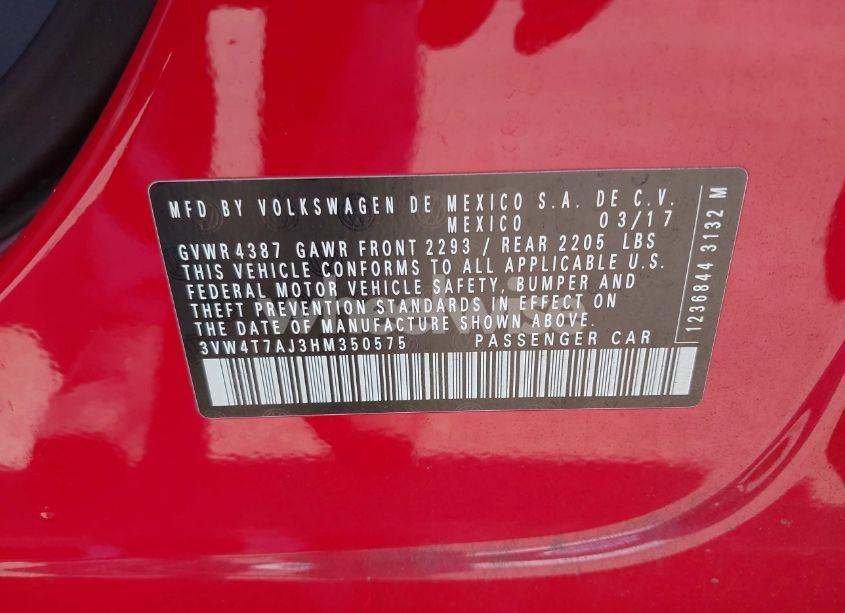 MFD BY VOLKSWAGEN DE MEXICO S.A. DE C.V.
MEXICO 03/17
GVWR 4387 GAWR FRONT 2293 / REAR 2205 LBS
THIS VEHICLE CONFORMS TO ALL APPLICABLE U.S.
FEDERAL MOTOR VEHICLE SAFETY, BUMPER AND
THEFT PREVENTION STANDARDS IN EFFECT ON
THE DATE OF MANUFACTURE SHOWN ABOVE.
3VW4T7AJ3HM350575 PASSENGER CAR
1236844 3132 M